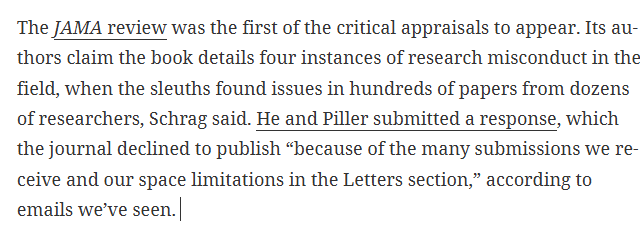 The JAMA review was the first of the critical appraisals to appear. Its au-
thors claim the book details four instances of research misconduct in the
field, when the sleuths found issues in hundreds of papers from dozens
of researchers, Schrag said. He and Piller submitted a response, which
the journal declined to publish “because of the many submissions we re-
ceive and our space limitations in the Letters section,” according to
emails we’ve seen.